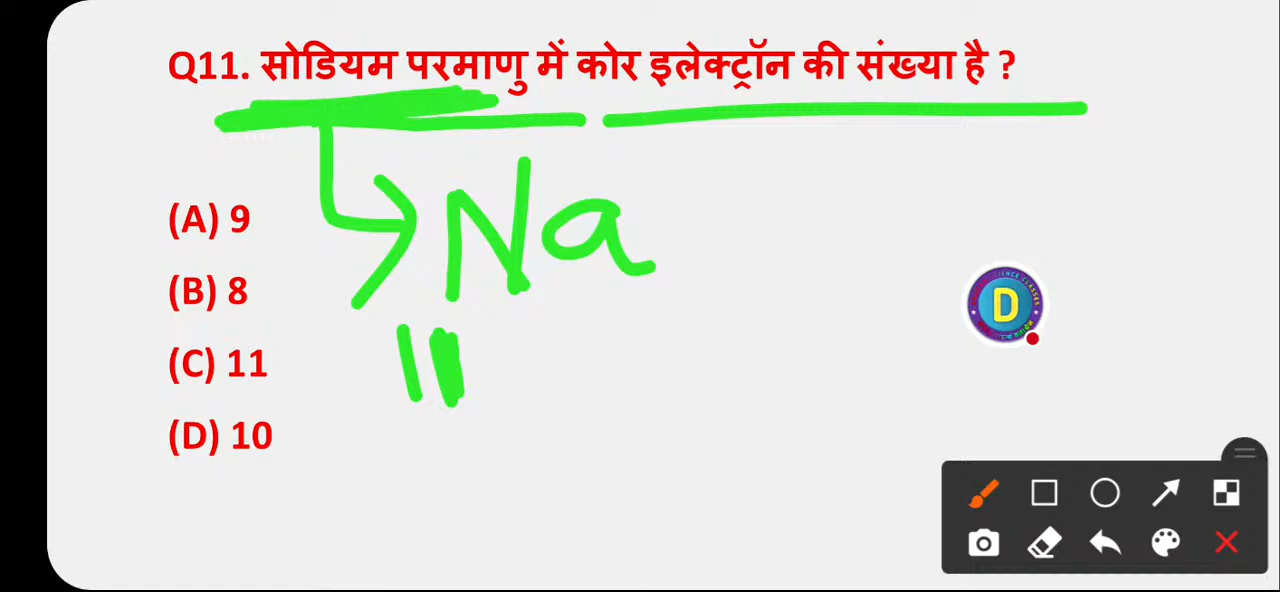 Q11. सोडियम परमाणु में कोर इलेक्ट्रॉन की संख्या है ?
Na
(A) 9
(B) 8
11
(C) 11
(D) 10
D